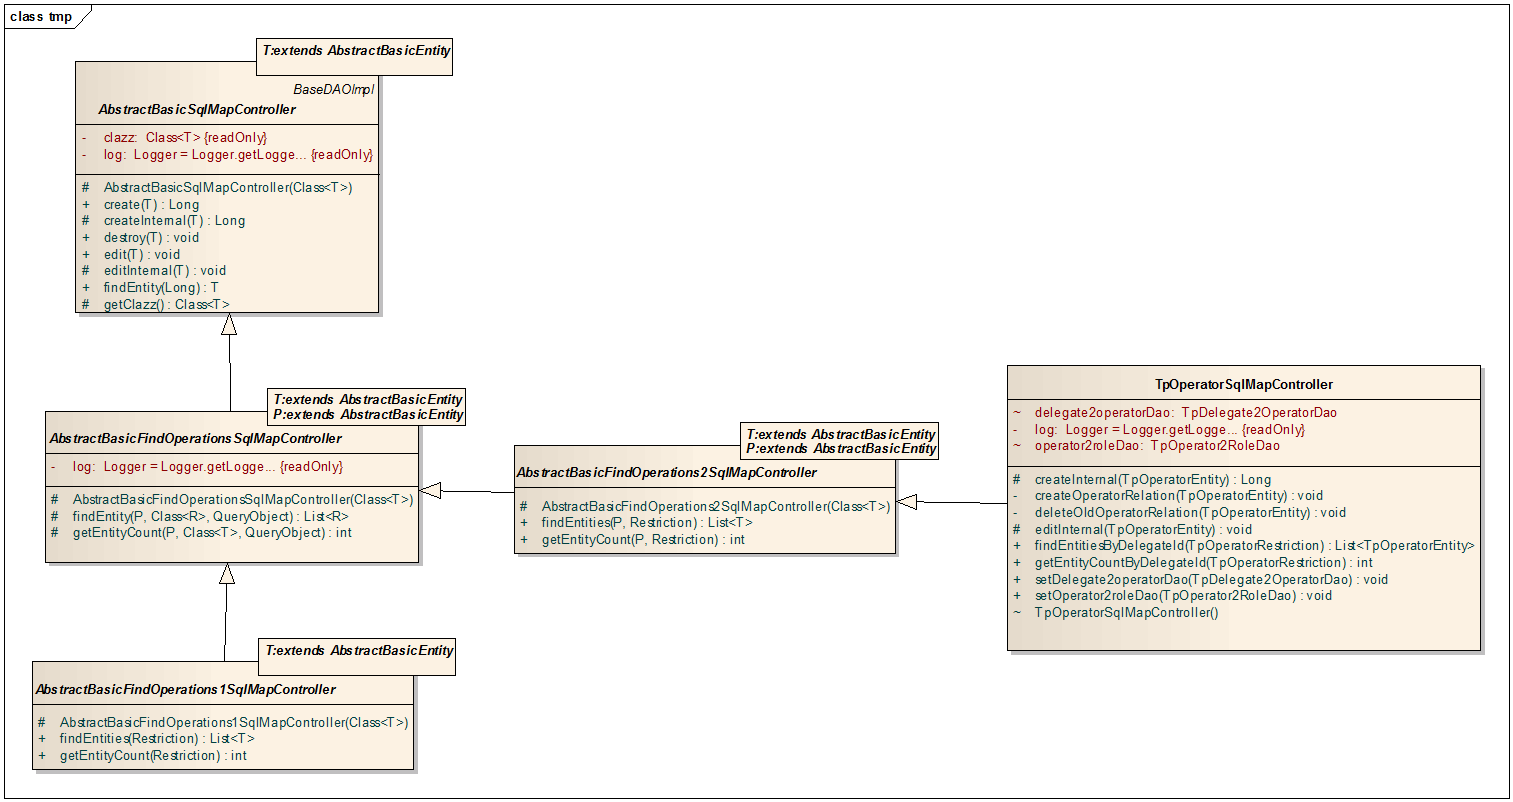 class tmp
T:extends AbstractBasicEntity
BaseDAOImpl
AbstractBasicSqlMapController
- clazz: Class<T> {readOnly}
- log: Logger = Logger.getLogge... {readOnly}
# AbstractBasicSqlMapController(Class<T>)
+ create(T) : Long
# createInternal(T) : Long
+ destroy(T) : void
+ edit(T) : void
# editInternal(T) : void
+ findEntity(Long) : T
# getClazz() : Class<T>
T:extends AbstractBasicEntity
P:extends AbstractBasicEntity
AbstractBasicFindOperationsSqlMapController
- log: Logger = Logger.getLogge... {readOnly}
# AbstractBasicFindOperationsSqlMapController(Class<T>)
# findEntity(P, Class<R>, QueryObject) : List<R>
# getEntityCount(P, Class<T>, QueryObject) : int
T:extends AbstractBasicEntity
P:extends AbstractBasicEntity
AbstractBasicFindOperations2SqlMapController
# AbstractBasicFindOperations2SqlMapController(Class<T>)
+ findEntities(P, Restriction) : List<T>
+ getEntityCount(P, Restriction) : int
TpOperatorSqlMapController
~ delegate2operatorDao: TpDelegate2OperatorDao
- log: Logger = Logger.getLogge... {readOnly}
~ operator2roleDao: TpOperator2RoleDao
# createInternal(TpOperatorEntity) : Long
- createOperatorRelation(TpOperatorEntity) : void
- deleteOldOperatorRelation(TpOperatorEntity) : void
# editInternal(TpOperatorEntity) : void
+ findEntitiesByDelegateId(TpOperatorRestriction) : List<TpOperatorEntity>
+ getEntityCountByDelegateId(TpOperatorRestriction) : int
+ setDelegate2operatorDao(TpDelegate2OperatorDao) : void
+ setOperator2roleDao(TpOperator2RoleDao) : void
~ TpOperatorSqlMapController()
T:extends AbstractBasicEntity
AbstractBasicFindOperations1SqlMapController
# AbstractBasicFindOperations1SqlMapController(Class<T>)
+ findEntities(Restriction) : List<T>
+ getEntityCount(Restriction) : int